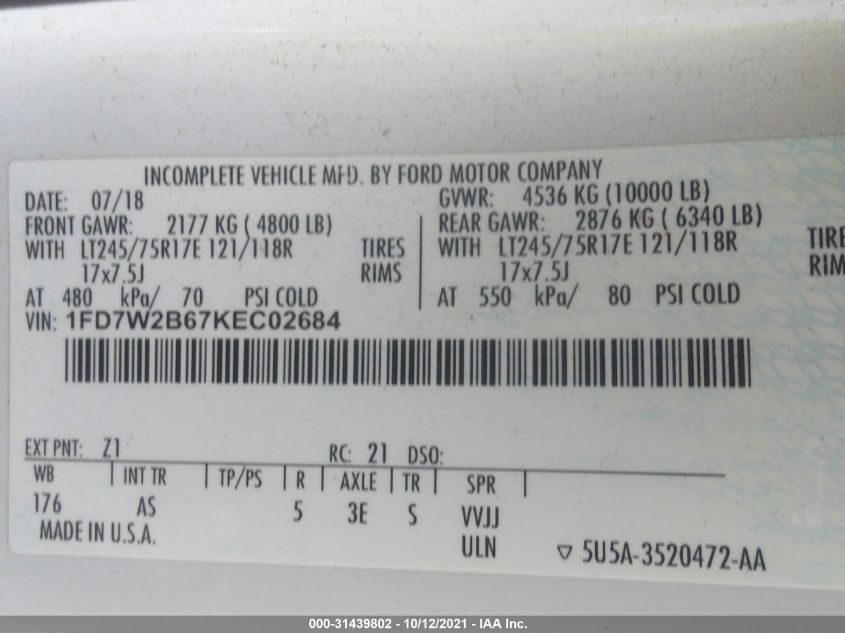 INCOMPLETE VEHICLE MFD. BY FORD MOTOR COMPANY
DATE: 07/18 GVWR: 4536 KG (10000 LB)
FRONT GAWR: 2177 KG ( 4800 LB) REAR GAWR: 2876 KG ( 6340 LB)
WITH LT245/75R17E 121/118R TIRES WITH LT245/75R17E 121/118R TIRE
17x7.5J RIMS 17x7.5J RIM
AT 480 kPa/ 70 PSI COLD AT 550 kPa/ 80 PSI COLD
VIN: 1FD7W2B67KEC02684
EXT PNT: Z1 RC: 21 DSO:
WB INT TR TP/PS R AXLE TR SPR
176 AS 5 3E S VVJJ
MADE IN U.S.A. ULN ▽ 5U5A-3520472-AA
000-31439802 - 10/12/2021 - IAA Inc.